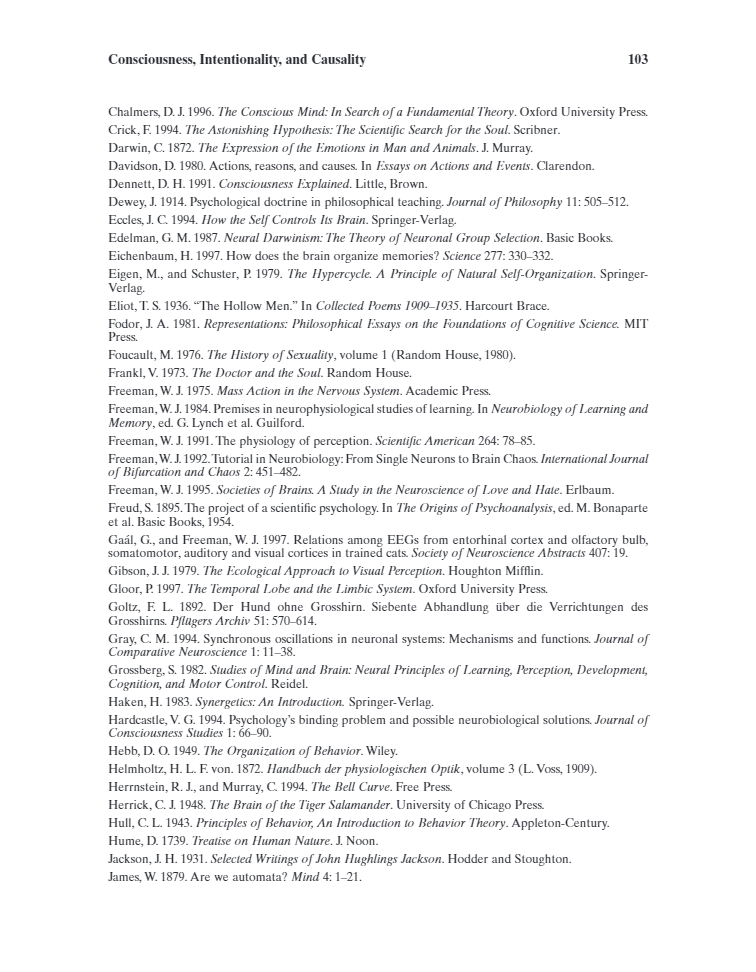 Consciousness, Intentionality, and Causality 103
Chalmers, D. J. 1996. The Conscious Mind: In Search of a Fundamental Theory. Oxford University Press.
Crick, F. 1994. The Astonishing Hypothesis: The Scientific Search for the Soul. Scribner.
Darwin, C. 1872. The Expression of the Emotions in Man and Animals. J. Murray.
Davidson, D. 1980. Actions, reasons, and causes. In Essays on Actions and Events. Clarendon.
Dennett, D. H. 1991. Consciousness Explained. Little, Brown.
Dewey, J. 1914. Psychological doctrine in philosophical teaching. Journal of Philosophy 11: 505–512.
Eccles, J. C. 1994. How the Self Controls Its Brain. Springer-Verlag.
Edelman, G. M. 1987. Neural Darwinism: The Theory of Neuronal Group Selection. Basic Books.
Eichenbaum, H. 1997. How does the brain organize memories? Science 277: 330–332.
Eigen, M., and Schuster, P. 1979. The Hypercycle. A Principle of Natural Self-Organization. Springer-
Verlag.
Eliot, T. S. 1936. “The Hollow Men.” In Collected Poems 1909–1935. Harcourt Brace.
Fodor, J. A. 1981. Representations: Philosophical Essays on the Foundations of Cognitive Science. MIT
Press.
Foucault, M. 1976. The History of Sexuality, volume 1 (Random House, 1980).
Frankl, V. 1973. The Doctor and the Soul. Random House.
Freeman, W. J. 1975. Mass Action in the Nervous System. Academic Press.
Freeman, W. J. 1984. Premises in neurophysiological studies of learning. In Neurobiology of Learning and
Memory, ed. G. Lynch et al. Guilford.
Freeman, W. J. 1991. The physiology of perception. Scientific American 264: 78–85.
Freeman, W. J. 1992. Tutorial in Neurobiology: From Single Neurons to Brain Chaos. International Journal
of Bifurcation and Chaos 2: 451–482.
Freeman, W. J. 1995. Societies of Brains. A Study in the Neuroscience of Love and Hate. Erlbaum.
Freud, S. 1895. The project of a scientific psychology. In The Origins of Psychoanalysis, ed. M. Bonaparte
et al. Basic Books, 1954.
Gaál, G., and Freeman, W. J. 1997. Relations among EEGs from entorhinal cortex and olfactory bulb,
somatomotor, auditory and visual cortices in trained cats. Society of Neuroscience Abstracts 407: 19.
Gibson, J. J. 1979. The Ecological Approach to Visual Perception. Houghton Mifflin.
Gloor, P. 1997. The Temporal Lobe and the Limbic System. Oxford University Press.
Goltz, F. L. 1892. Der Hund ohne Grosshirn. Siebente Abhandlung über die Verrichtungen des
Grosshirns. Pflügers Archiv 51: 570–614.
Gray, C. M. 1994. Synchronous oscillations in neuronal systems: Mechanisms and functions. Journal of
Comparative Neuroscience 1: 11–38.
Grossberg, S. 1982. Studies of Mind and Brain: Neural Principles of Learning, Perception, Development,
Cognition, and Motor Control. Reidel.
Haken, H. 1983. Synergetics: An Introduction. Springer-Verlag.
Hardcastle, V. G. 1994. Psychology’s binding problem and possible neurobiological solutions. Journal of
Consciousness Studies 1: 66–90.
Hebb, D. O. 1949. The Organization of Behavior. Wiley.
Helmholtz, H. L. F. von. 1872. Handbuch der physiologischen Optik, volume 3 (L. Voss, 1909).
Herrnstein, R. J., and Murray, C. 1994. The Bell Curve. Free Press.
Herrick, C. J. 1948. The Brain of the Tiger Salamander. University of Chicago Press.
Hull, C. L. 1943. Principles of Behavior, An Introduction to Behavior Theory. Appleton-Century.
Hume, D. 1739. Treatise on Human Nature. J. Noon.
Jackson, J. H. 1931. Selected Writings of John Hughlings Jackson. Hodder and Stoughton.
James, W. 1879. Are we automata? Mind 4: 1–21.